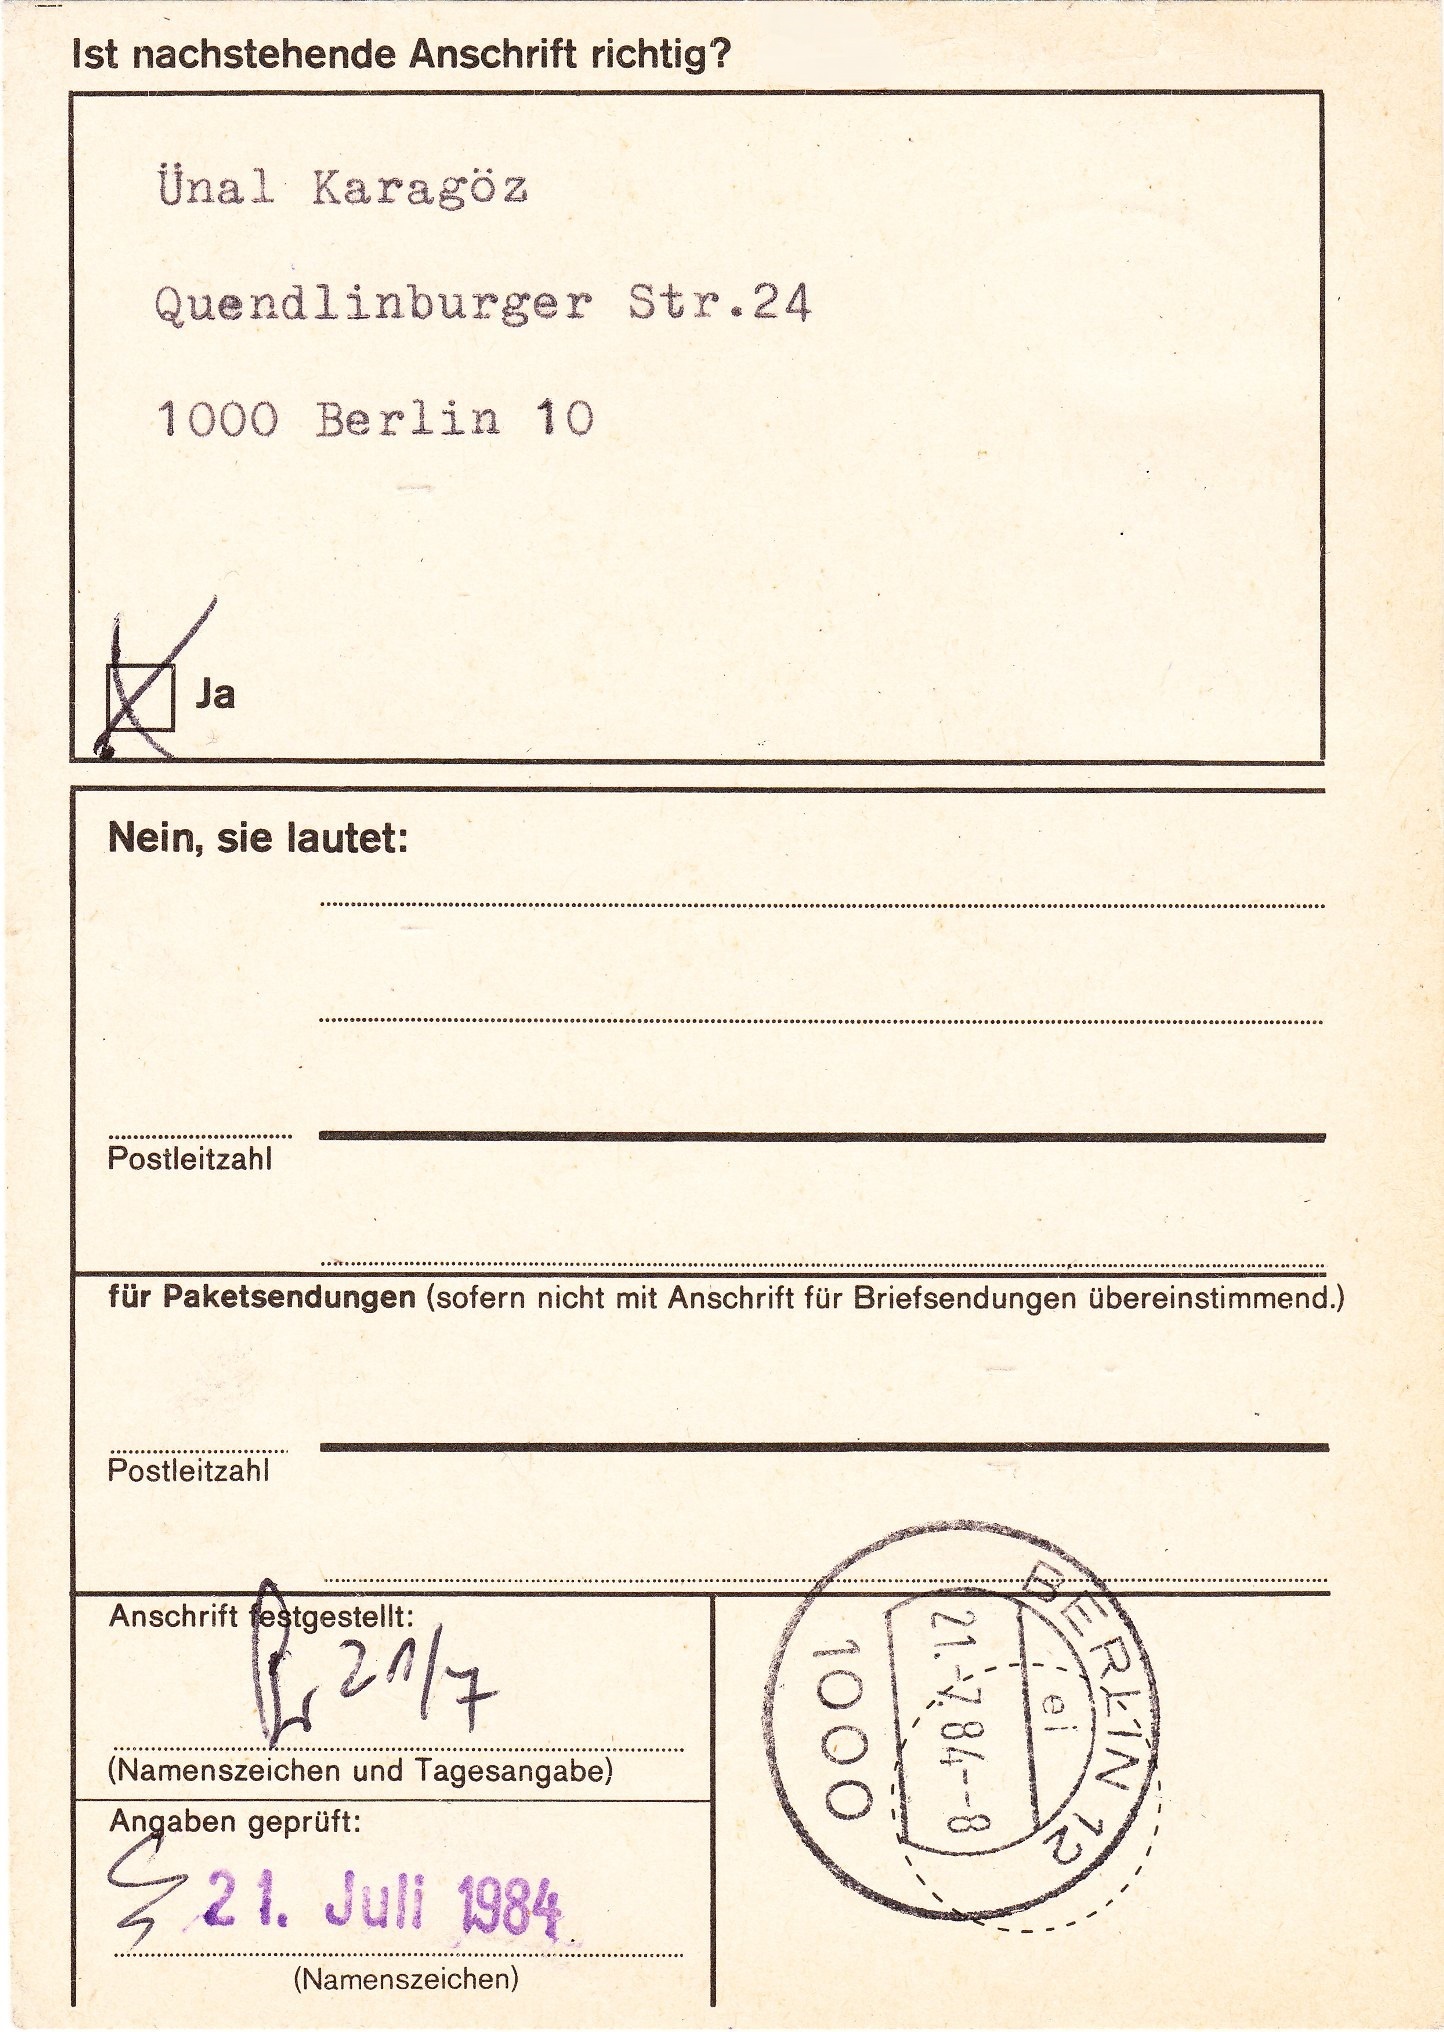 Ist nachstehende Anschrift richtig?
Ünal Karagöz
Quendlinburger Str.24
1000 Berlin 10
Ja
Nein, sie lautet:
Postleitzahl
für Paketsendungen (sofern nicht mit Anschrift für Briefsendungen übereinstimmend.)
Postleitzahl
Anschrift festgestellt:
21/7
(Namenszeichen und Tagesangabe)
Angaben geprüft:
21. Juli 1984
(Namenszeichen)
BERLIN 12
ei
21.-7.84--8
1000